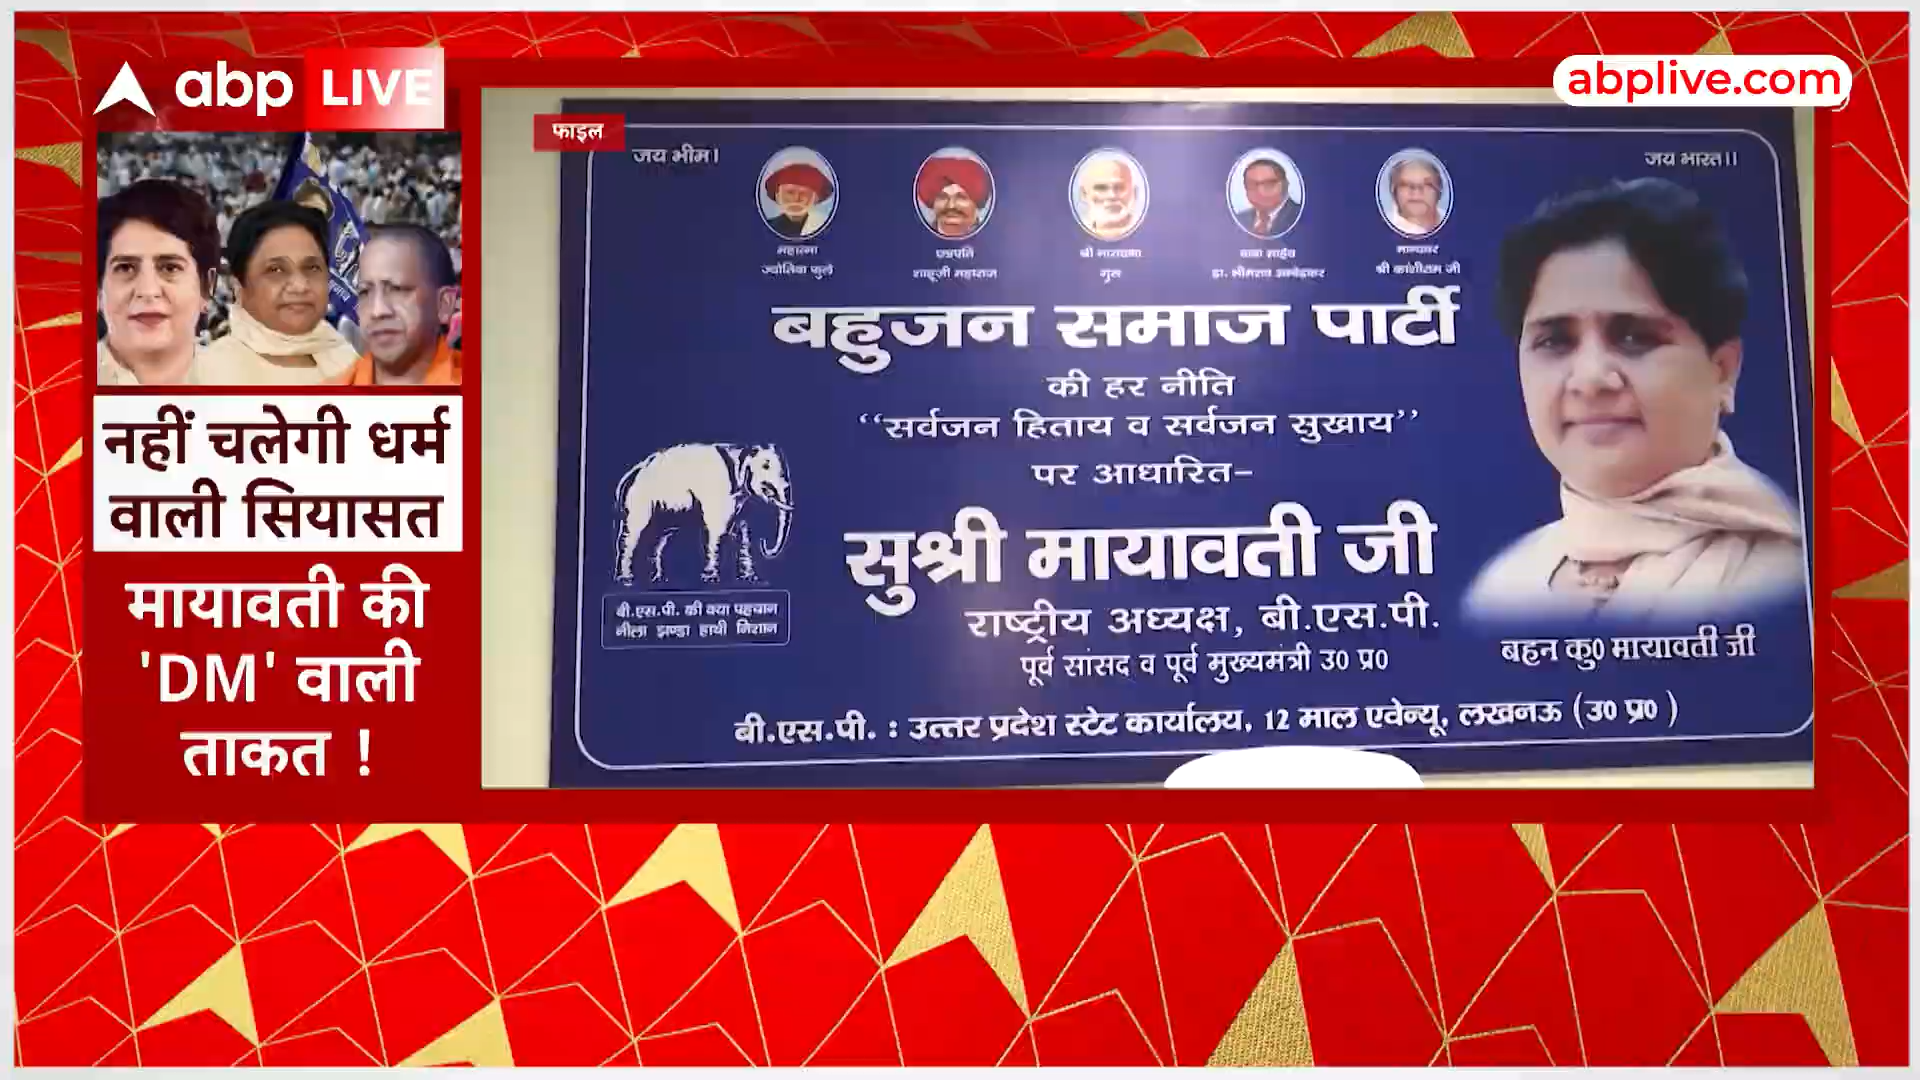 abp LIVE
abplive.com
नहीं चलेगी धर्म
वाली सियासत
मायावती की
'DM' वाली
ताकत !
फाइल
जय भीम।
जय भारत।।
महात्मा
ज्योतिबा फुले
छत्रपति
शाहूजी महाराज
श्री नारायणा
गुरू
बाबा साहेब
डा. भीमराव अम्बेडकर
मान्यवर
श्री कांशीराम जी
बहुजन समाज पार्टी
की हर नीति
“सर्वजन हिताय व सर्वजन सुखाय”
पर आधारित–
सुश्री मायावती जी
राष्ट्रीय अध्यक्ष, बी.एस.पी.
पूर्व सांसद व पूर्व मुख्यमंत्री उ0 प्र0
बी.एस.पी. की क्या पहचान
नीला झण्डा हाथी निशान
बहन कु0 मायावती जी
बी.एस.पी. : उत्तर प्रदेश स्टेट कार्यालय, 12 माल एवेन्यू, लखनऊ (उ0 प्र0 )